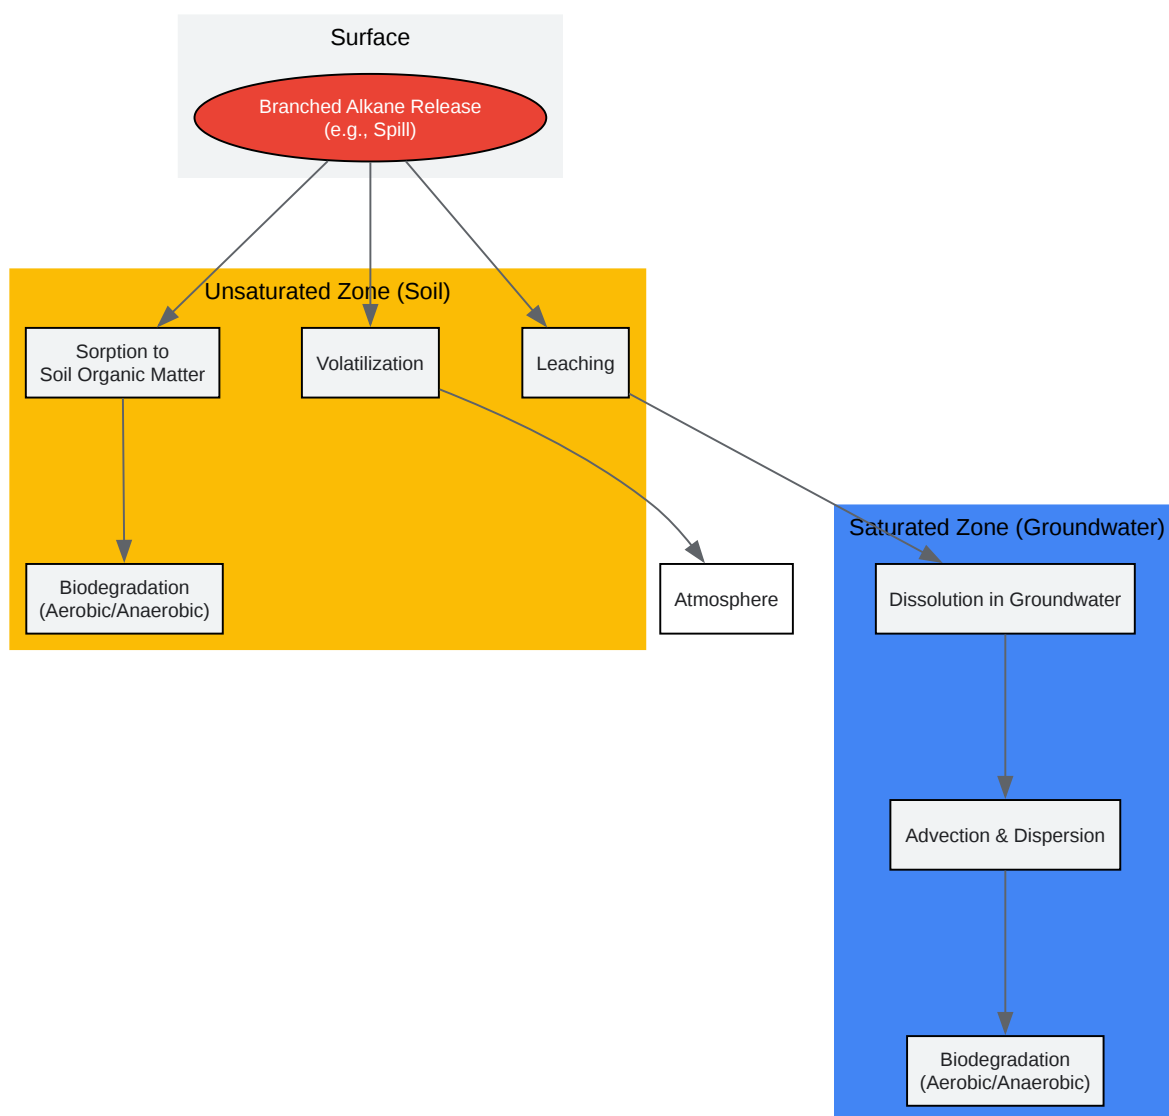 Surface
Branched Alkane Release
(e.g., Spill)
Unsaturated Zone (Soil)
Sorption to
Soil Organic Matter
Volatilization
Leaching
Saturated Zone (Groundwater)
Biodegradation
(Aerobic/Anaerobic)
Atmosphere
Dissolution in Groundwater
Advection & Dispersion
Biodegradation
(Aerobic/Anaerobic)